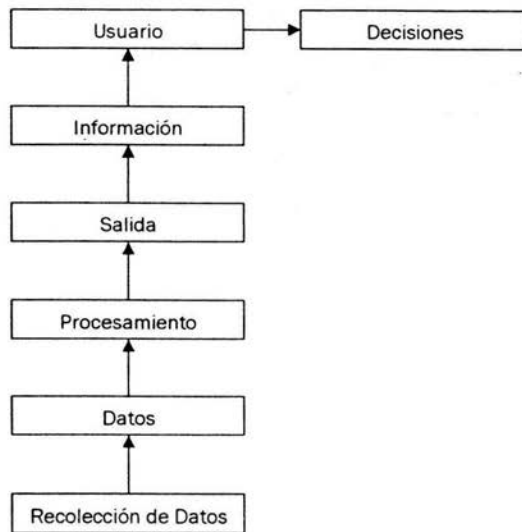 Usuario
Decisiones
Información
Salida
Procesamiento
Datos
Recolección de Datos